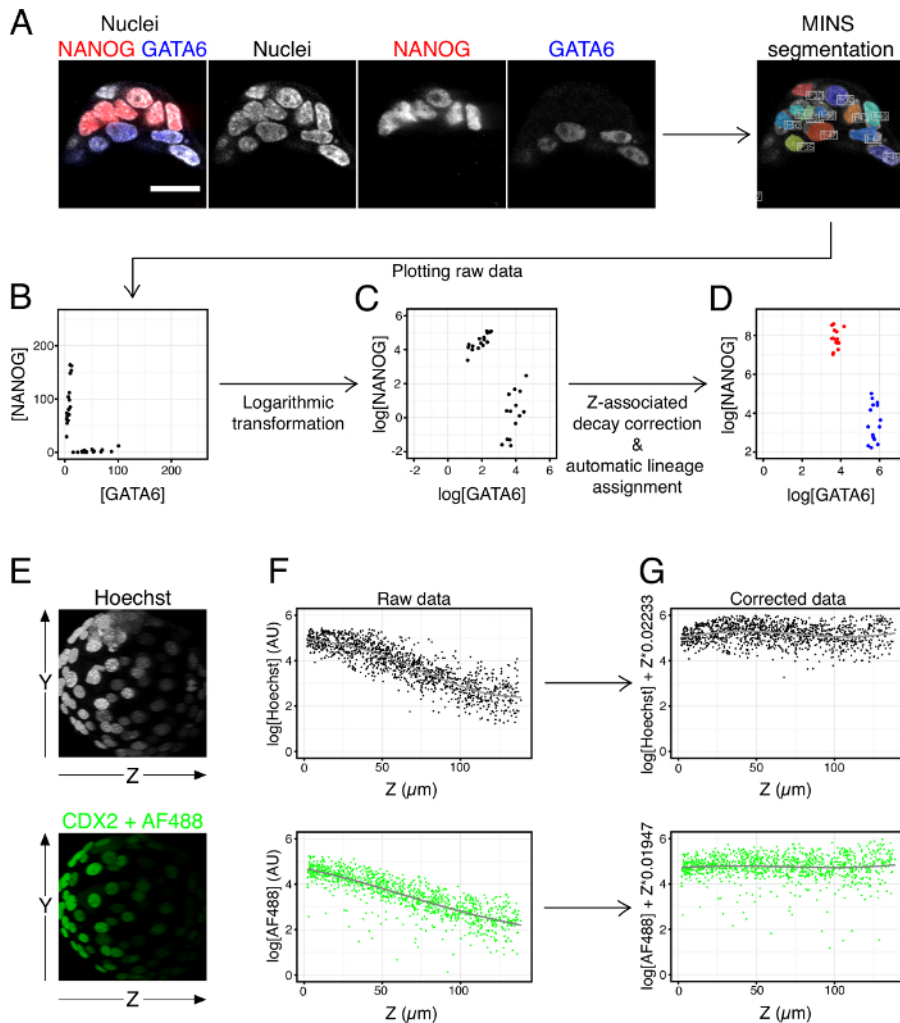 A
Nuclei
NANOG GATA6
Nuclei
NANOG
GATA6
MINS
segmentation
Plotting raw data
B
[NANOG]
200
100
0
0
100
200
[GATA6]
Logarithmic
transformation
C
log[NANOG]
6
4
2
0
-2
-2
0
2
4
6
log[GATA6]
Z-associated
decay correction
&
automatic lineage
assignment
D
log[NANOG]
8
6
4
2
0
2
4
6
log[GATA6]
E
Hoechst
Y
Z
CDX2 + AF488
Y
Z
F
Raw data
log[Hoechst] (AU)
6
4
2
0
0
50
100
Z (µm)
log[AF488] (AU)
6
4
2
0
0
50
100
Z (µm)
G
Corrected data
log[Hoechst] + Z*0.02233
6
4
2
0
0
50
100
Z (µm)
log[AF488] + Z*0.01947
6
4
2
0
0
50
100
Z (µm)